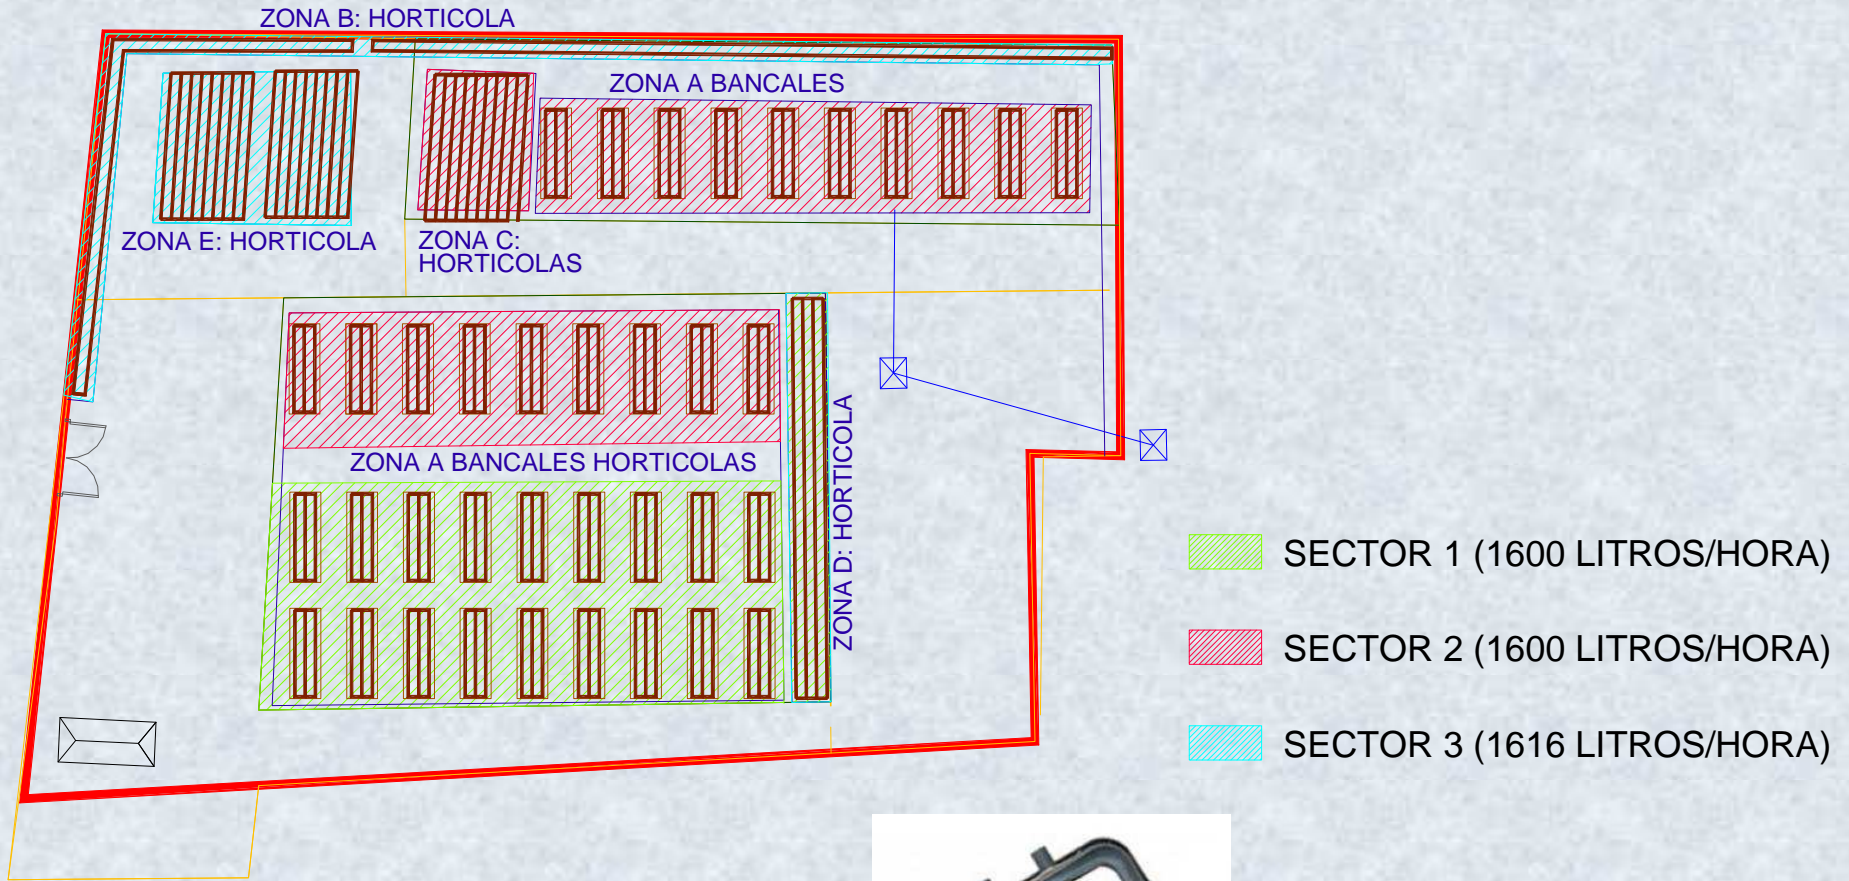 ZONA B: HORTICOLA
ZONA A BANCALES
ZONA E: HORTICOLA
ZONA C:
HORTICOLAS
ZONA A BANCALES HORTICOLAS
ZONA D: HORTICOLA
SECTOR 1 (1600 LITROS/HORA)
SECTOR 2 (1600 LITROS/HORA)
SECTOR 3 (1616 LITROS/HORA)